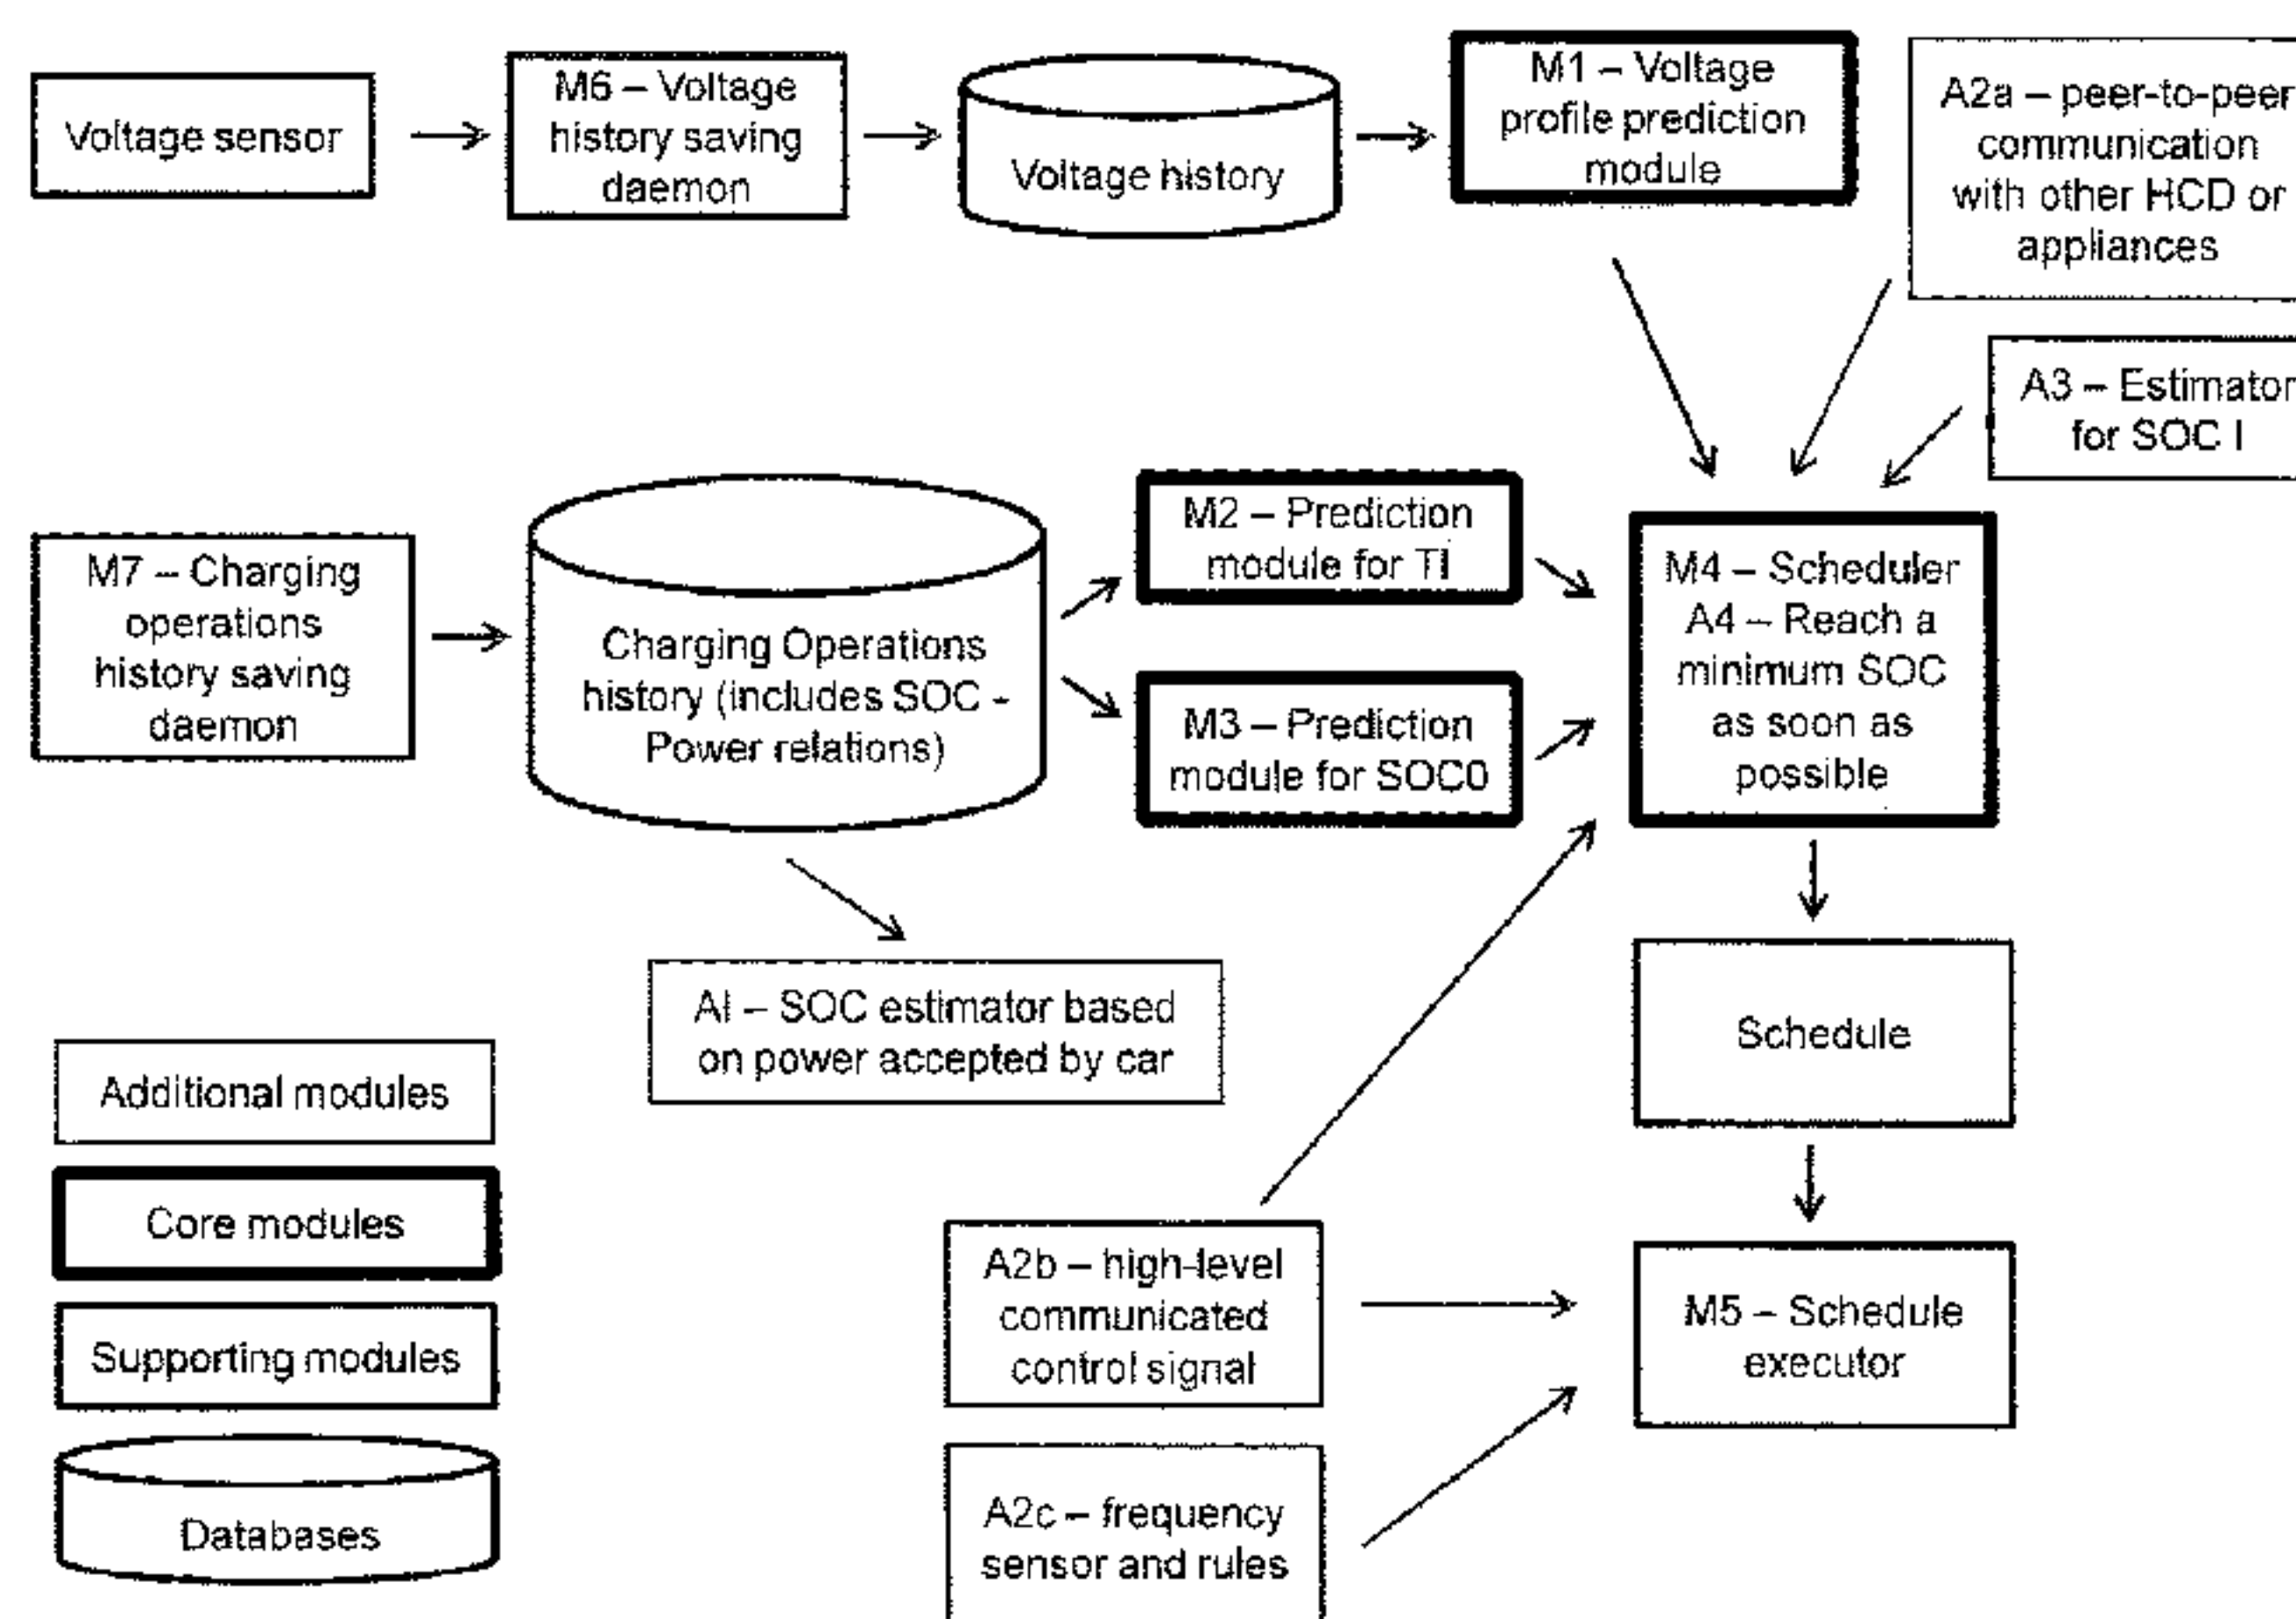 Voltage sensor
M6 – Voltage
history saving
daemon
Voltage history
M1 – Voltage
profile prediction
module
A2a – peer-to-peer
communication
with other HCD or
appliances
A3 – Estimator
for SOC I
M7 – Charging
operations
history saving
daemon
Charging Operations
history (includes SOC -
Power relations)
M2 – Prediction
module for TI
M3 – Prediction
module for SOC0
M4 – Scheduler
A4 – Reach a
minimum SOC
as soon as
possible
AI – SOC estimator based
on power accepted by car
Schedule
Additional modules
Core modules
Supporting modules
Databases
A2b – high-level
communicated
control signal
M5 – Schedule
executor
A2c – frequency
sensor and rules